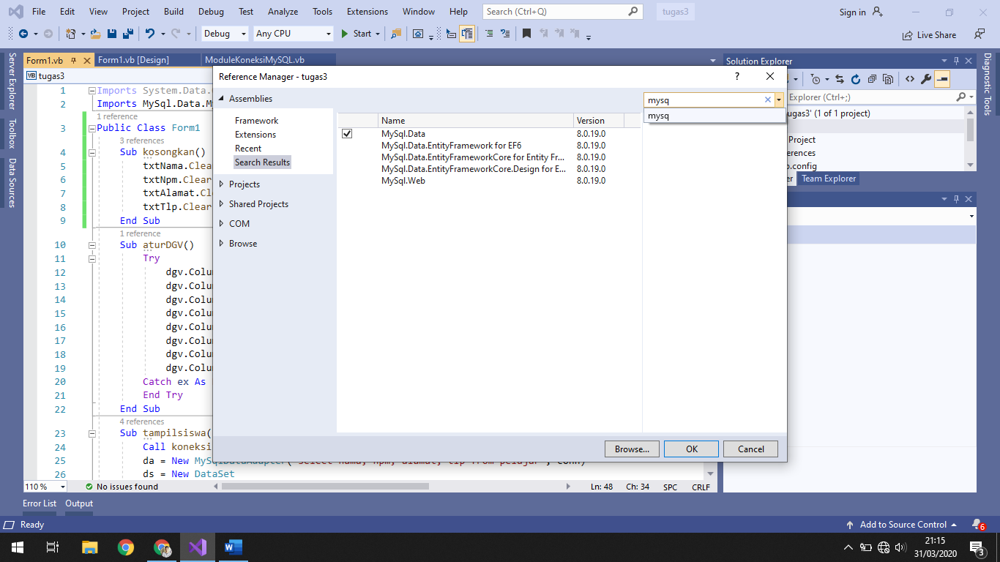 File Edit View Project Build Debug Test Analyze Tools Extensions Window Help Search (Ctrl+Q) tugas3 Sign in
Debug Any CPU Start Live Share
Form1.vb Form1.vb [Design] ModuleKoneksiMySQL.vb
VB tugas3
Server Explorer
Toolbox
Data Sources
1 Imports System.Data.
2 Imports MySql.Data.My
1 reference
3 Public Class Form1
3 references
4 Sub kosongkan()
5 txtNama.Clear
6 txtNpm.Clear
7 txtAlamat.Cl
8 txtTlp.Clear
9 End Sub
1 reference
10 Sub aturDGV()
11 Try
12 dgv.Colu
13 dgv.Colu
14 dgv.Colu
15 dgv.Colu
16 dgv.Colu
17 dgv.Colu
18 dgv.Colu
19 dgv.Colu
20 Catch ex As
21 End Try
22 End Sub
4 references
23 Sub tampilsiswa(
24 Call koneksi
25 da = New MySqlDataAdapter("select nama, npm, alamat, tlp from pelajar", conn)
26 ds = New DataSet
110 % No issues found Ln: 48 Ch: 34 SPC CRLF
Reference Manager - tugas3
?
Assemblies
Framework
Extensions
Recent
Search Results
Projects
Shared Projects
COM
Browse
Name Version
MySql.Data 8.0.19.0
MySql.Data.EntityFramework for EF6 8.0.19.0
MySql.Data.EntityFrameworkCore for Entity Fr... 8.0.19.0
MySql.Data.EntityFrameworkCore.Design for E... 8.0.19.0
MySql.Web 8.0.19.0
mysq
mysq
Browse... OK Cancel
Solution Explorer
Explorer (Ctrl+;)
ugas3' (1 of 1 project)
Project
erences
p.config
er Team Explorer
Diagnostic Tools
Error List Output
Ready Add to Source Control 6
21:15
31/03/2020
3